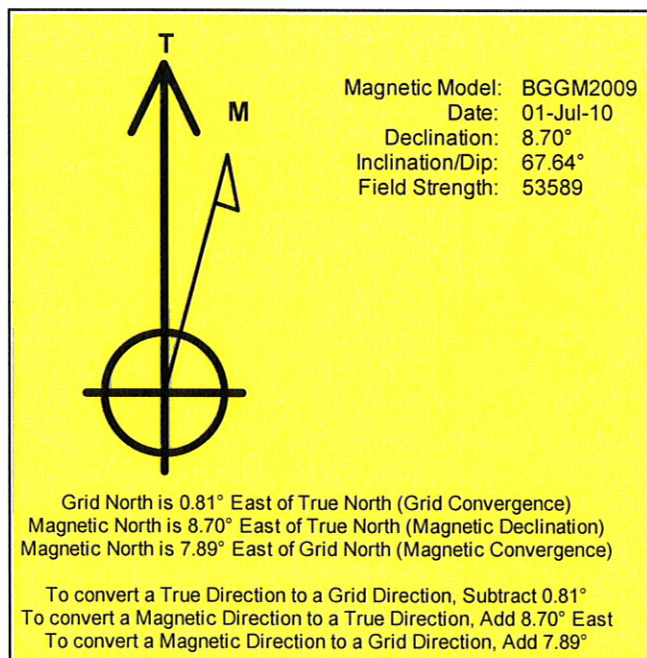 T
M
Magnetic Model: BGGM2009
Date: 01-Jul-10
Declination: 8.70°
Inclination/Dip: 67.64°
Field Strength: 53589
Grid North is 0.81° East of True North (Grid Convergence)
Magnetic North is 8.70° East of True North (Magnetic Declination)
Magnetic North is 7.89° East of Grid North (Magnetic Convergence)
To convert a True Direction to a Grid Direction, Subtract 0.81°
To convert a Magnetic Direction to a True Direction, Add 8.70° East
To convert a Magnetic Direction to a Grid Direction, Add 7.89°